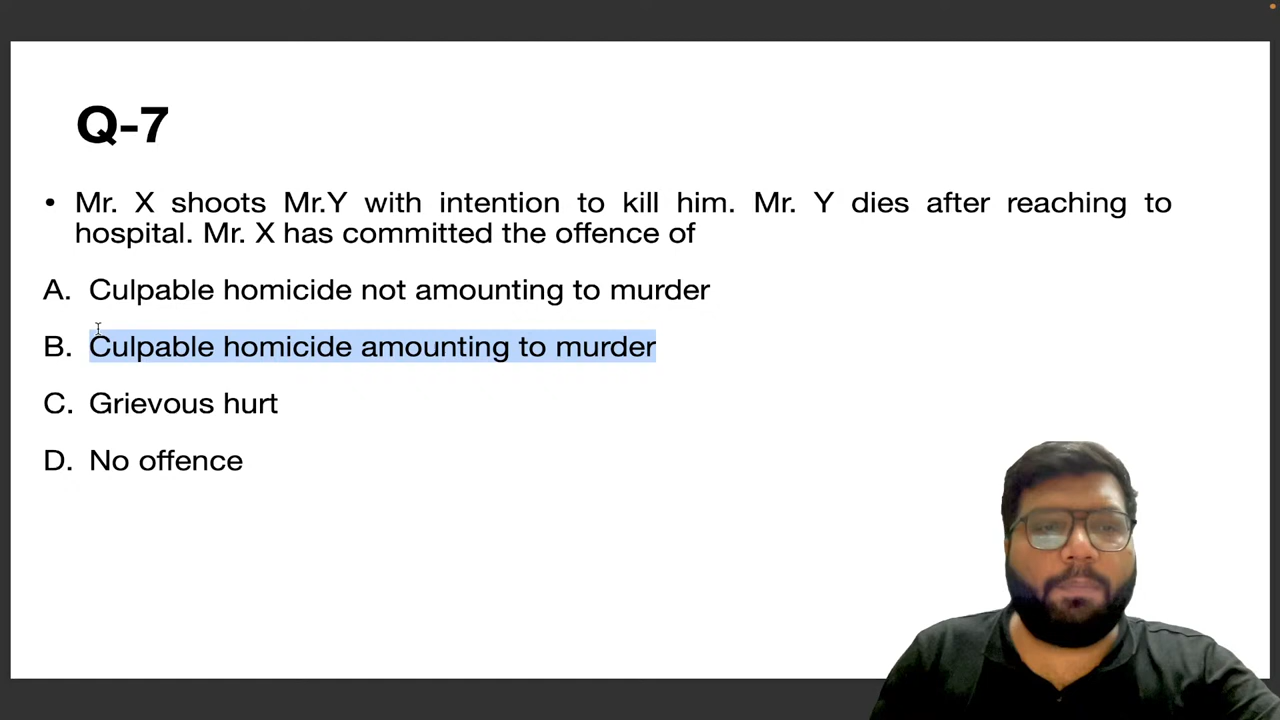 Q-7
• Mr. X shoots Mr.Y with intention to kill him. Mr. Y dies after reaching to
hospital. Mr. X has committed the offence of
A. Culpable homicide not amounting to murder
B. Culpable homicide amounting to murder
C. Grievous hurt
D. No offence